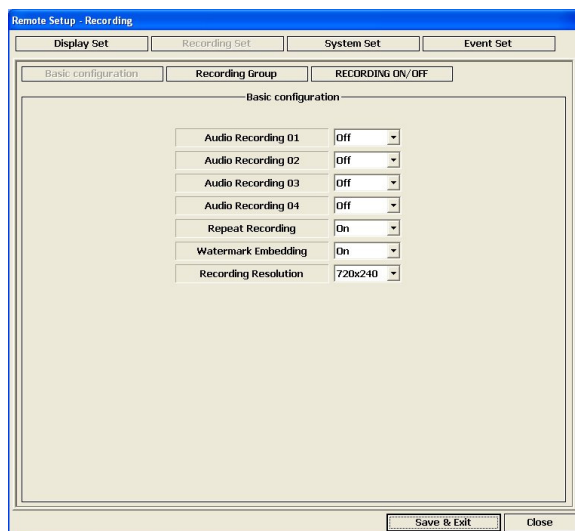 Remote Setup - Recording
Display Set Recording Set System Set Event Set
Basic configuration Recording Group RECORDING ON/OFF
Basic configuration
Audio Recording 01 Off
Audio Recording 02 Off
Audio Recording 03 Off
Audio Recording 04 Off
Repeat Recording On
Watermark Embedding On
Recording Resolution 720x240
Save & Exit Close